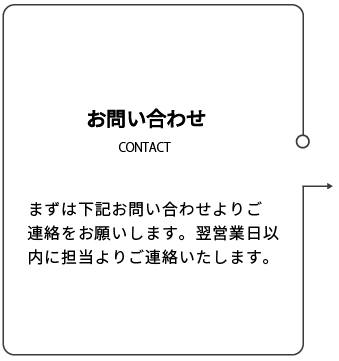 お問い合わせ
CONTACT
まずは下記お問い合わせよりご
連絡をお願いします。翌営業日以
内に担当よりご連絡いたします。